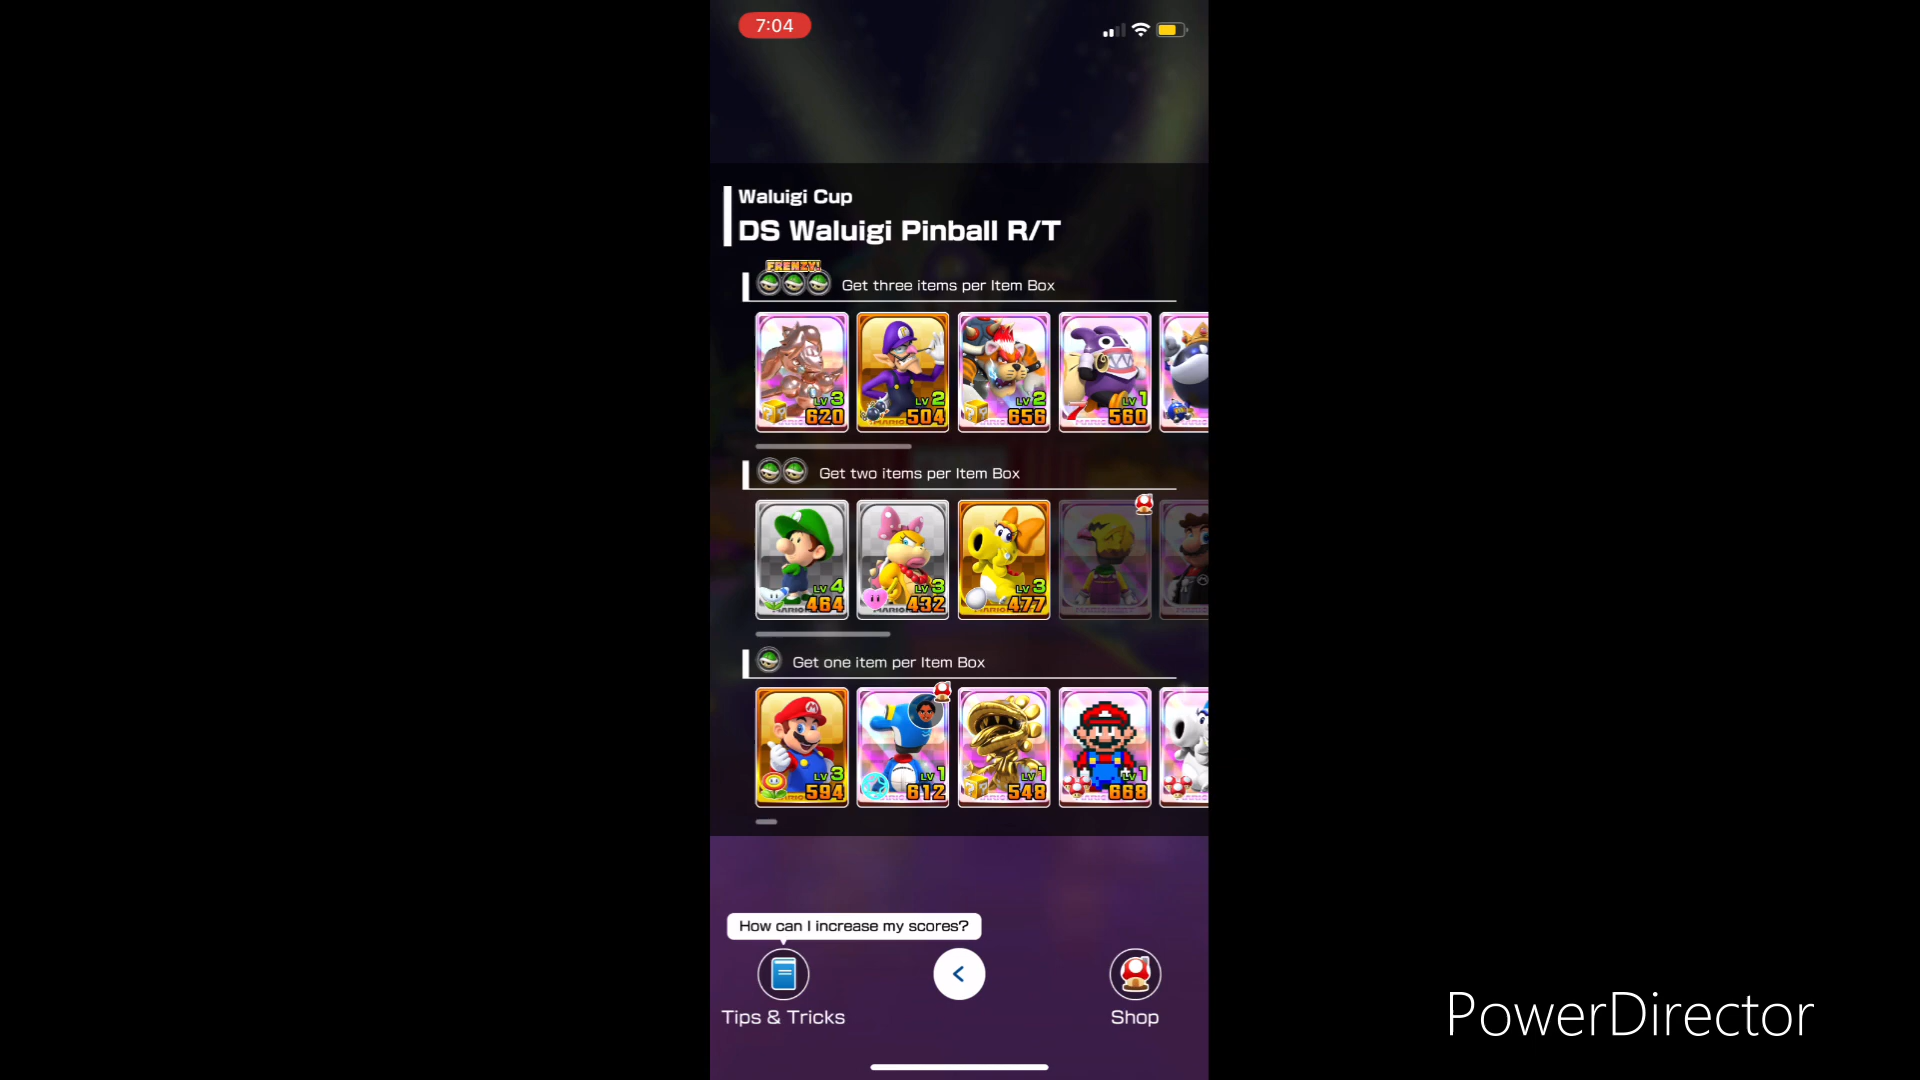 7:04
Waluigi Cup
DS Waluigi Pinball R/T
FRENZY!
Get three items per Item Box
LV 3 LV 2 LV 2 LV 1
620 504 656 560
Get two items per Item Box
LV 4 LV 3 LV 3
464 432 477
Get one item per Item Box
LV 3 LV 1 LV 1 LV 1
594 612 548 668
How can I increase my scores?
Tips & Tricks
Shop
PowerDirector